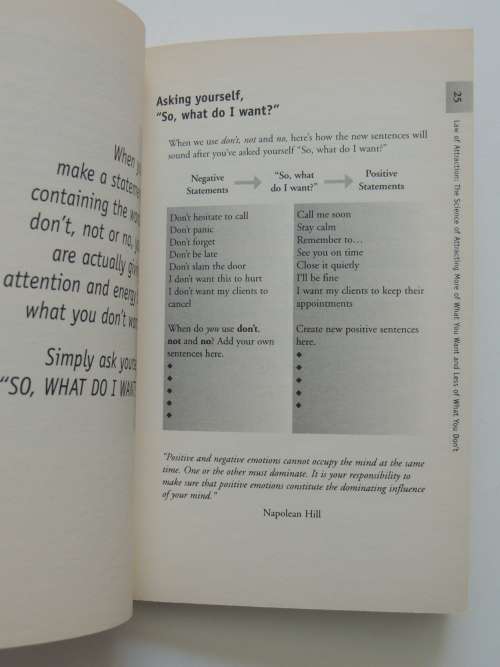 When
make a
containing the
don't, not or no,
are actually
attention and energy
what you don't
Simply ask
"SO, WHAT DO I WANT
Asking yourself,
"So, what do I want?"
When we use don't, not and no, here's how the new sentences will
sound after you've asked yourself "So, what do I want?"
Negative
Statements
"So, what
do I want?"
Positive
Statements
Don't hesitate to call
Don't panic
Don't forget
Don't be late
Don't slam the door
I don't want this to hurt
I don't want my clients to
cancel
When do you use don't,
not and no? Add your own
sentences here.
Call me soon
Stay calm
Remember to…
See you on time
Close it quietly
I'll be fine
I want my clients to keep their
appointments
Create new positive sentences
here.
"Positive and negative emotions cannot occupy the mind at the same
time. One or the other must dominate. It is your responsibility to
make sure that positive emotions constitute the dominating influence
of your mind."
Napolean Hill
25
Law of Attraction: The Science of Attracting More of What You Want and Less of What You Don't